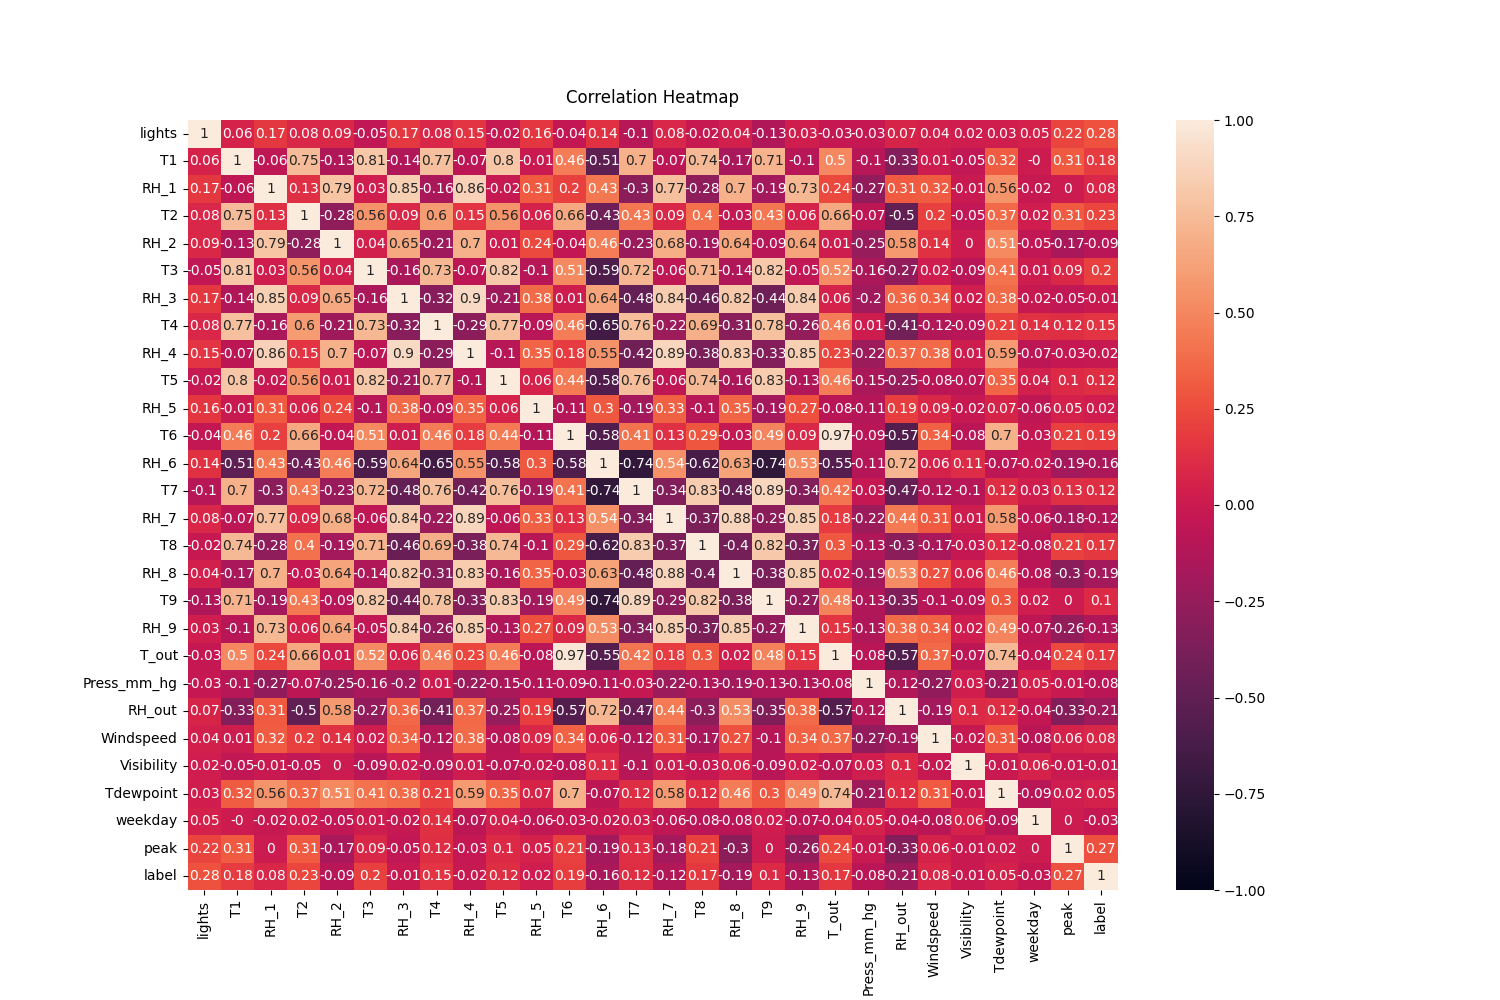 Correlation Heatmap
lights 1 0.06 0.17 0.08 0.09 -0.05 0.17 0.08 0.15 -0.02 0.16 -0.04 0.14 -0.1 0.08 -0.02 0.04 -0.13 0.03 -0.03 -0.03 0.07 0.04 0.02 0.03 0.05 0.22 0.28 1.00
T1 0.06 1 -0.06 0.75 -0.13 0.81 -0.14 0.77 -0.07 0.8 -0.01 0.46 -0.51 0.7 -0.07 0.74 -0.17 0.71 -0.1 0.5 -0.1 -0.33 0.01 -0.05 0.32 -0 0.31 0.18
RH_1 0.17 -0.06 1 0.13 0.79 0.03 0.85 -0.16 0.86 -0.02 0.31 0.2 0.43 -0.3 0.77 -0.28 0.7 -0.19 0.73 0.24 -0.27 0.31 0.32 -0.01 0.56 -0.02 0 0.08
T2 0.08 0.75 0.13 1 -0.28 0.56 0.09 0.6 0.15 0.56 0.06 0.66 -0.43 0.43 0.09 0.4 -0.03 0.43 0.06 0.66 -0.07 -0.5 0.2 -0.05 0.37 0.02 0.31 0.23 0.75
RH_2 0.09 -0.13 0.79 -0.28 1 0.04 0.65 -0.21 0.7 0.01 0.24 -0.04 0.46 -0.23 0.68 -0.19 0.64 -0.09 0.64 0.01 -0.25 0.58 0.14 0 0.51 -0.05 -0.17 -0.09
T3 -0.05 0.81 0.03 0.56 0.04 1 -0.16 0.73 -0.07 0.82 -0.1 0.51 -0.59 0.72 -0.06 0.71 -0.14 0.82 -0.05 0.52 -0.16 -0.27 0.02 -0.09 0.41 0.01 0.09 0.2
RH_3 0.17 -0.14 0.85 0.09 0.65 -0.16 1 -0.32 0.9 -0.21 0.38 0.01 0.64 -0.48 0.84 -0.46 0.82 -0.44 0.84 0.06 -0.2 0.36 0.34 0.02 0.38 -0.02 -0.05 -0.01
T4 0.08 0.77 -0.16 0.6 -0.21 0.73 -0.32 1 -0.29 0.77 -0.09 0.46 -0.65 0.76 -0.22 0.69 -0.31 0.78 -0.26 0.46 0.01 -0.41 -0.12 -0.09 0.21 0.14 0.12 0.15 0.50
RH_4 0.15 -0.07 0.86 0.15 0.7 -0.07 0.9 -0.29 1 -0.1 0.35 0.18 0.55 -0.42 0.89 -0.38 0.83 -0.33 0.85 0.23 -0.22 0.37 0.38 0.01 0.59 -0.07 -0.03 -0.02
T5 -0.02 0.8 -0.02 0.56 0.01 0.82 -0.21 0.77 -0.1 1 0.06 0.44 -0.58 0.76 -0.06 0.74 -0.16 0.83 -0.13 0.46 -0.15 -0.25 -0.08 -0.07 0.35 0.04 0.1 0.12
RH_5 0.16 -0.01 0.31 0.06 0.24 -0.1 0.38 -0.09 0.35 0.06 1 -0.11 0.3 -0.19 0.33 -0.1 0.35 -0.19 0.27 -0.08 -0.11 0.19 0.09 -0.02 0.07 -0.06 0.05 0.02 0.25
T6 -0.04 0.46 0.2 0.66 -0.04 0.51 0.01 0.46 0.18 0.44 -0.11 1 -0.58 0.41 0.13 0.29 -0.03 0.49 0.09 0.97 -0.09 -0.57 0.34 -0.08 0.7 -0.03 0.21 0.19
RH_6 0.14 -0.51 0.43 -0.43 0.46 -0.59 0.64 -0.65 0.55 -0.58 0.3 -0.58 1 -0.74 0.54 -0.62 0.63 -0.74 0.53 -0.55 -0.11 0.72 0.06 0.11 -0.07 -0.02 -0.19 -0.16
T7 -0.1 0.7 -0.3 0.43 -0.23 0.72 -0.48 0.76 -0.42 0.76 -0.19 0.41 -0.74 1 -0.34 0.83 -0.48 0.89 -0.34 0.42 -0.03 -0.47 -0.12 -0.1 0.12 0.03 0.13 0.12
RH_7 0.08 -0.07 0.77 0.09 0.68 -0.06 0.84 -0.22 0.89 -0.06 0.33 0.13 0.54 -0.34 1 -0.37 0.88 -0.29 0.85 0.18 -0.22 0.44 0.31 0.01 0.58 -0.06 -0.18 -0.12 0.00
T8 -0.02 0.74 -0.28 0.4 -0.19 0.71 -0.46 0.69 -0.38 0.74 -0.1 0.29 -0.62 0.83 -0.37 1 -0.4 0.82 -0.37 0.3 -0.13 -0.3 -0.17 -0.03 0.12 -0.08 0.21 0.17
RH_8 0.04 -0.17 0.7 -0.03 0.64 -0.14 0.82 -0.31 0.83 -0.16 0.35 -0.03 0.63 -0.48 0.88 -0.4 1 -0.38 0.85 0.02 -0.19 0.53 0.27 0.06 0.46 -0.08 -0.3 -0.19
T9 -0.13 0.71 -0.19 0.43 -0.09 0.82 -0.44 0.78 -0.33 0.83 -0.19 0.49 -0.74 0.89 -0.29 0.82 -0.38 1 -0.27 0.48 -0.13 -0.35 -0.1 -0.09 0.3 0.02 0 0.1 −0.25
RH_9 0.03 -0.1 0.73 0.06 0.64 -0.05 0.84 -0.26 0.85 -0.13 0.27 0.09 0.53 -0.34 0.85 -0.37 0.85 -0.27 1 0.15 -0.13 0.38 0.34 0.02 0.49 -0.07 -0.26 -0.13
T_out -0.03 0.5 0.24 0.66 0.01 0.52 0.06 0.46 0.23 0.46 -0.08 0.97 -0.55 0.42 0.18 0.3 0.02 0.48 0.15 1 -0.08 -0.57 0.37 -0.07 0.74 -0.04 0.24 0.17
Press_mm_hg -0.03 -0.1 -0.27 -0.07 -0.25 -0.16 -0.2 0.01 -0.22 -0.15 -0.11 -0.09 -0.11 -0.03 -0.22 -0.13 -0.19 -0.13 -0.13 -0.08 1 -0.12 -0.27 0.03 -0.21 0.05 -0.01 -0.08
RH_out 0.07 -0.33 0.31 -0.5 0.58 -0.27 0.36 -0.41 0.37 -0.25 0.19 -0.57 0.72 -0.47 0.44 -0.3 0.53 -0.35 0.38 -0.57 -0.12 1 -0.19 0.1 0.12 -0.04 -0.33 -0.21 −0.50
Windspeed 0.04 0.01 0.32 0.2 0.14 0.02 0.34 -0.12 0.38 -0.08 0.09 0.34 0.06 -0.12 0.31 -0.17 0.27 -0.1 0.34 0.37 -0.27 -0.19 1 -0.02 0.31 -0.08 0.06 0.08
Visibility 0.02 -0.05 -0.01 -0.05 0 -0.09 0.02 -0.09 0.01 -0.07 -0.02 -0.08 0.11 -0.1 0.01 -0.03 0.06 -0.09 0.02 -0.07 0.03 0.1 -0.02 1 -0.01 0.06 -0.01 -0.01
Tdewpoint 0.03 0.32 0.56 0.37 0.51 0.41 0.38 0.21 0.59 0.35 0.07 0.7 -0.07 0.12 0.58 0.12 0.46 0.3 0.49 0.74 -0.21 0.12 0.31 -0.01 1 -0.09 0.02 0.05 −0.75
weekday 0.05 -0 -0.02 0.02 -0.05 0.01 -0.02 0.14 -0.07 0.04 -0.06 -0.03 -0.02 0.03 -0.06 -0.08 -0.08 0.02 -0.07 -0.04 0.05 -0.04 -0.08 0.06 -0.09 1 0 -0.03
peak 0.22 0.31 0 0.31 -0.17 0.09 -0.05 0.12 -0.03 0.1 0.05 0.21 -0.19 0.13 -0.18 0.21 -0.3 0 -0.26 0.24 -0.01 -0.33 0.06 -0.01 0.02 0 1 0.27
label 0.28 0.18 0.08 0.23 -0.09 0.2 -0.01 0.15 -0.02 0.12 0.02 0.19 -0.16 0.12 -0.12 0.17 -0.19 0.1 -0.13 0.17 -0.08 -0.21 0.08 -0.01 0.05 -0.03 0.27 1 −1.00
lights T1 RH_1 T2 RH_2 T3 RH_3 T4 RH_4 T5 RH_5 T6 RH_6 T7 RH_7 T8 RH_8 T9 RH_9 T_out Press_mm_hg RH_out Windspeed Visibility Tdewpoint weekday peak label